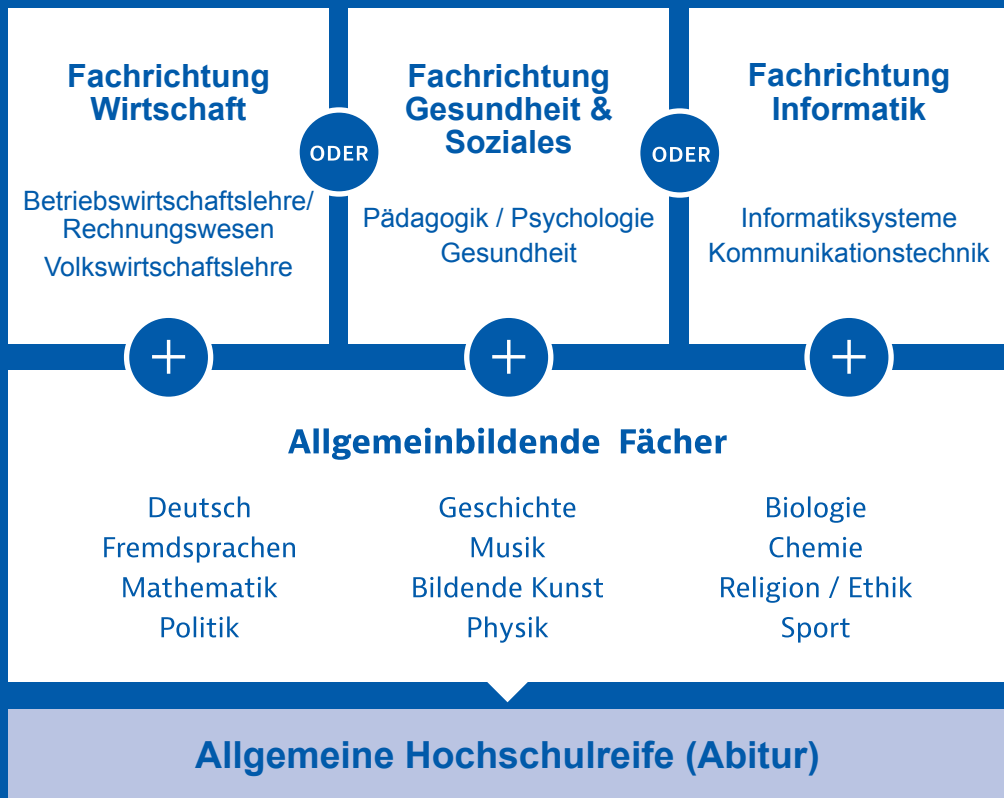 Fachrichtung
Wirtschaft
Betriebswirtschaftslehre/
Rechnungswesen
Volkswirtschaftslehre
ODER
Fachrichtung
Gesundheit &
Soziales
Pädagogik / Psychologie
Gesundheit
ODER
Fachrichtung
Informatik
Informatiksysteme
Kommunikationstechnik
+
+
+
Allgemeinbildende Fächer
Deutsch
Fremdsprachen
Mathematik
Politik
Geschichte
Musik
Bildende Kunst
Physik
Biologie
Chemie
Religion / Ethik
Sport
Allgemeine Hochschulreife (Abitur)